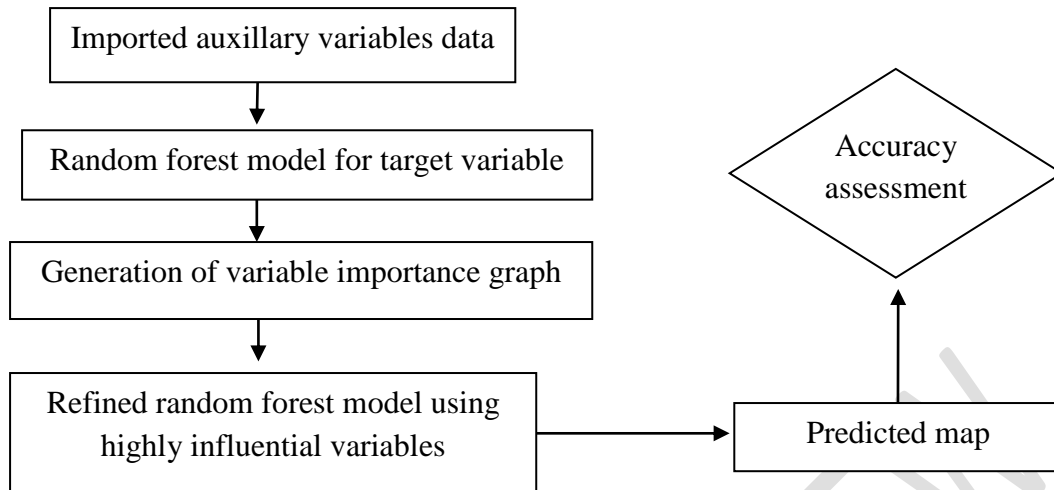 Imported auxillary variables data
Random forest model for target variable
Generation of variable importance graph
Refined random forest model using
highly influential variables
Predicted map
Accuracy
assessment